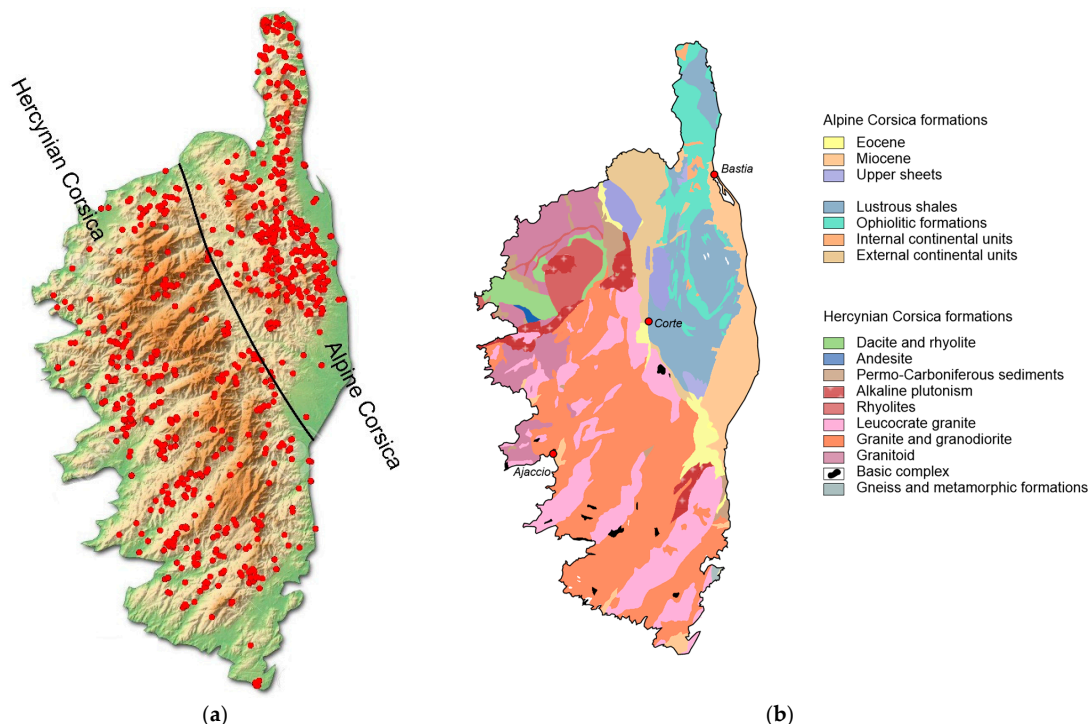 Hercynian Corsica
Alpine Corsica
(a)
Bastia
Corte
Ajaccio
(b)
Alpine Corsica formations
Eocene
Miocene
Upper sheets
Lustrous shales
Ophiolitic formations
Internal continental units
External continental units
Hercynian Corsica formations
Dacite and rhyolite
Andesite
Permo-Carboniferous sediments
Alkaline plutonism
Rhyolites
Leucocrate granite
Granite and granodiorite
Granitoid
Basic complex
Gneiss and metamorphic formations